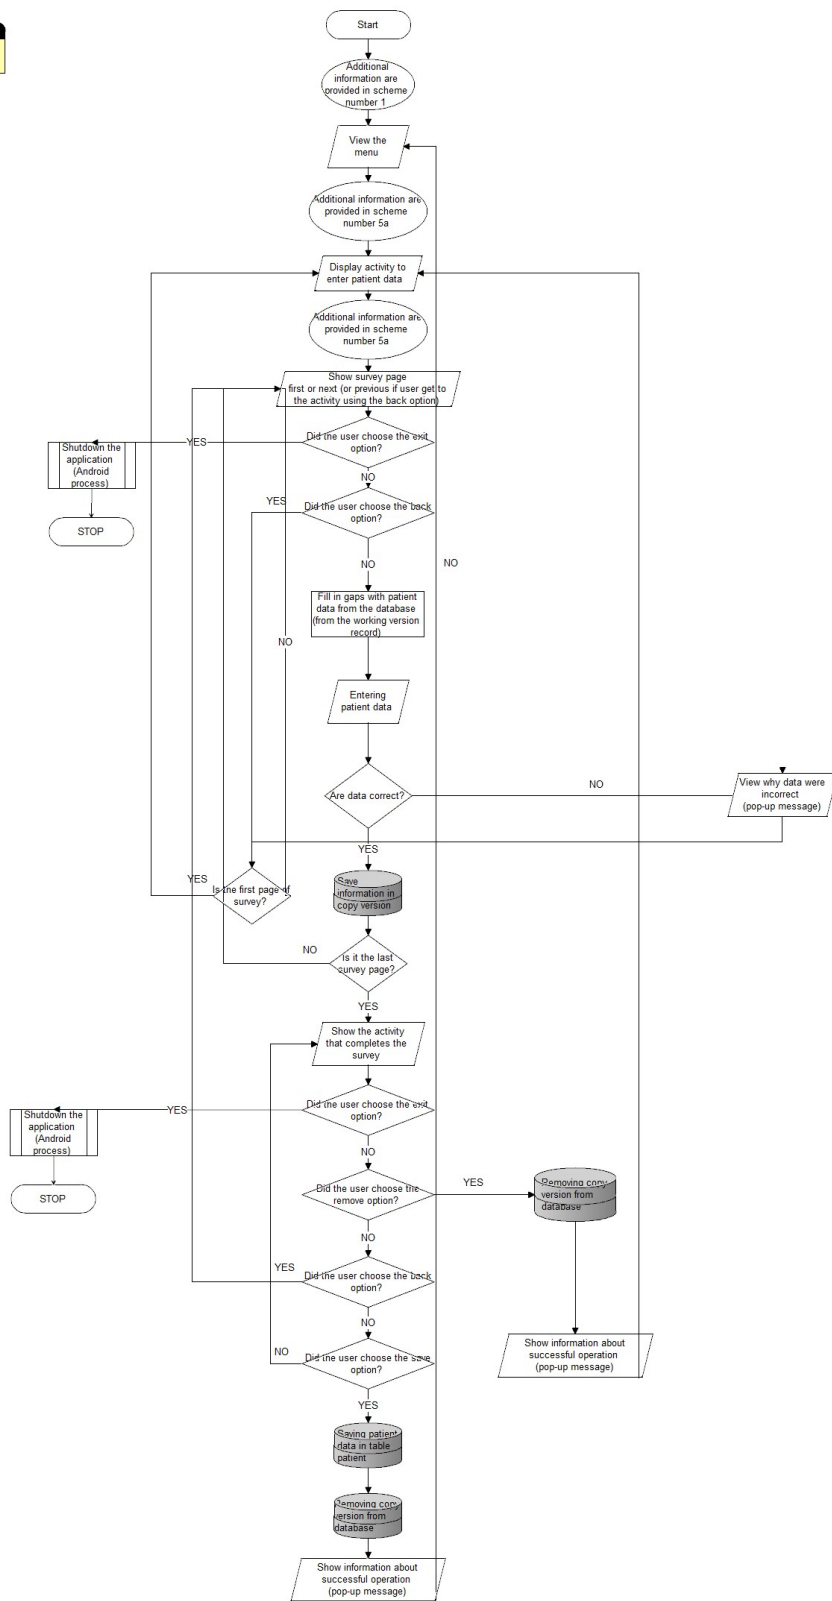 Start
Additional
information are
provided in scheme
number 1
View the
menu
Additional information are
provided in scheme
number 5a
Display activity to
enter patient data
Additional information are
provided in scheme
number 5a
Show survey page
first or next (or previous if user get to
the activity using the back option)
Did the user choose the exit
option?
YES
Shutdown the
application
(Android
process)
STOP
NO
Did the user choose the back
option?
YES
NO
NO
Fill in gaps with patient
data from the database
(from the working version
record)
NO
Entering
patient data
Are data correct?
NO
View why data were
incorrect
(pop-up message)
YES
YES
Is the first page of
survey?
Save
information in
copy version
NO
Is it the last
survey page?
YES
Show the activity
that completes the
survey
Did the user choose the exit
option?
YES
Shutdown the
application
(Android
process)
STOP
NO
Did the user choose the
remove option?
YES
Removing copy
version from
database
NO
YES
Did the user choose the back
option?
NO
NO
Did the user choose the save
option?
Show information about
successful operation
(pop-up message)
YES
Saving patient
data in table
patient
Removing copy
version from
database
Show information about
successful operation
(pop-up message)